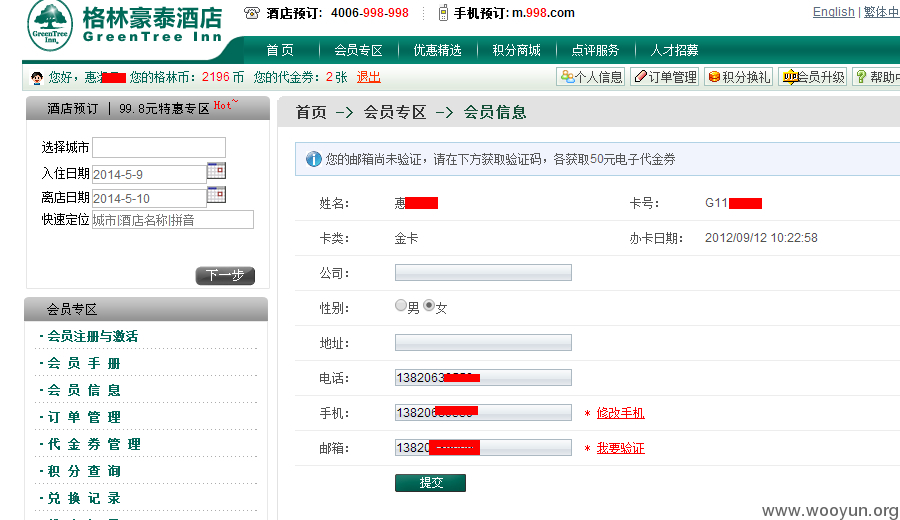 格林豪泰酒店
GreenTree Inn
GreenTree Inn
酒店预订: 4006-998-998
手机预订: m.998.com
English | 繁体中
首 页 会员专区 优惠精选 积分商城 点评服务 人才招募
您好, 惠 您的格林币: 2196 币 您的代金券: 2 张 退出
个人信息 订单管理 积分换礼 会员升级 帮助中
酒店预订 | 99.8元特惠专区 Hot~
选择城市
入住日期 2014-5-9
离店日期 2014-5-10
快速定位 城市|酒店名称|拼音
下一步
会员专区
· 会员注册与激活
· 会 员 手 册
· 会 员 信 息
· 订 单 管 理
· 代 金 券 管 理
· 积 分 查 询
· 兑 换 记 录
首页 -> 会员专区 -> 会员信息
您的邮箱尚未验证，请在下方获取验证码，各获取50元电子代金券
姓名: 惠 卡号: G11
卡类: 金卡 办卡日期: 2012/09/12 10:22:58
公司:
性别: 男 女
地址:
电话: 138206
手机: 13820 * 修改手机
邮箱: 13820 * 我要验证
提交
www.wooyun.org